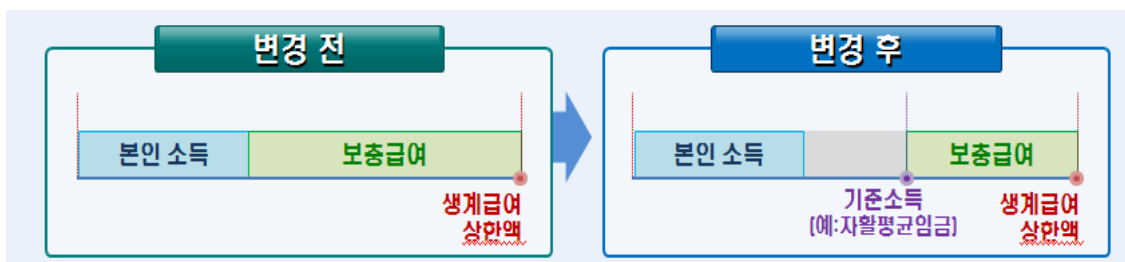 변경 전
본인 소득
보충급여
생계급여
상한액
변경 후
본인 소득
보충급여
기준소득
(예:자활평균임금)
생계급여
상한액